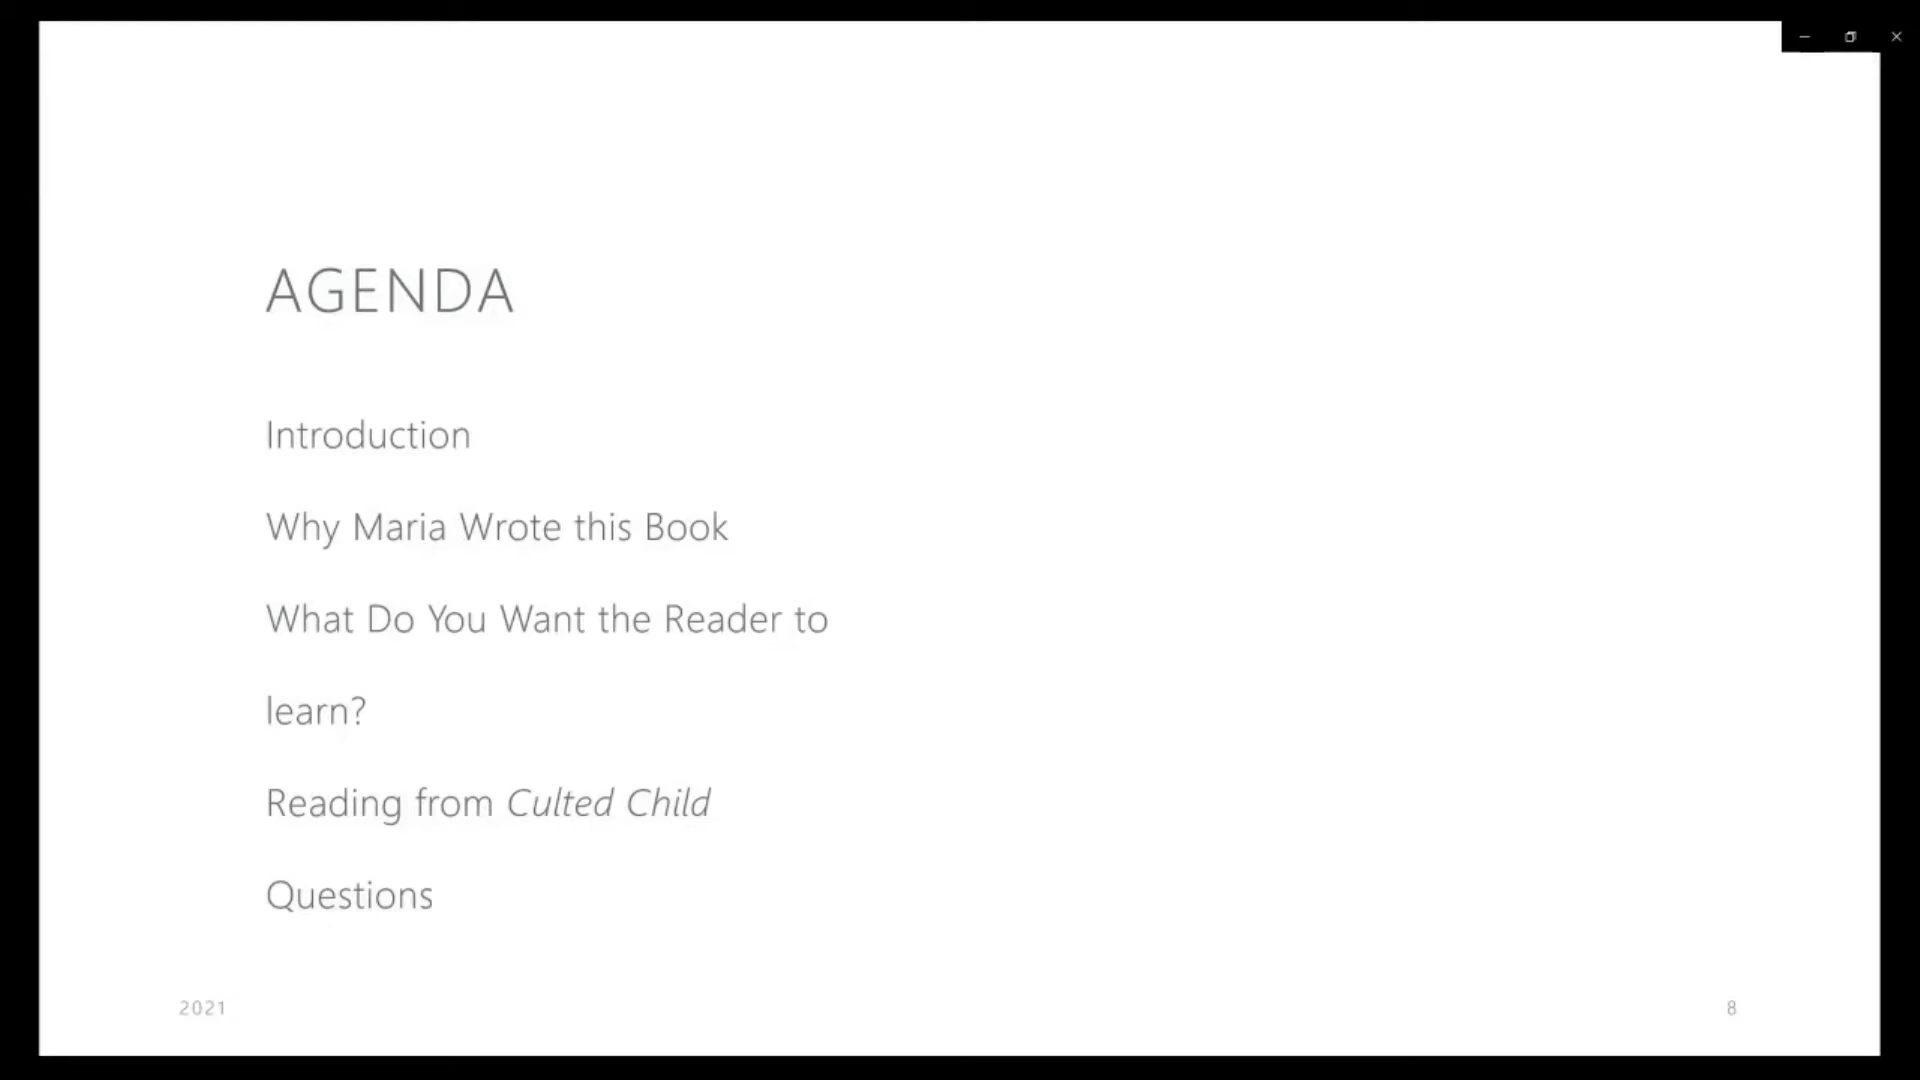 AGENDA
Introduction
Why Maria Wrote this Book
What Do You Want the Reader to
learn?
Reading from Culted Child
Questions
2021
8